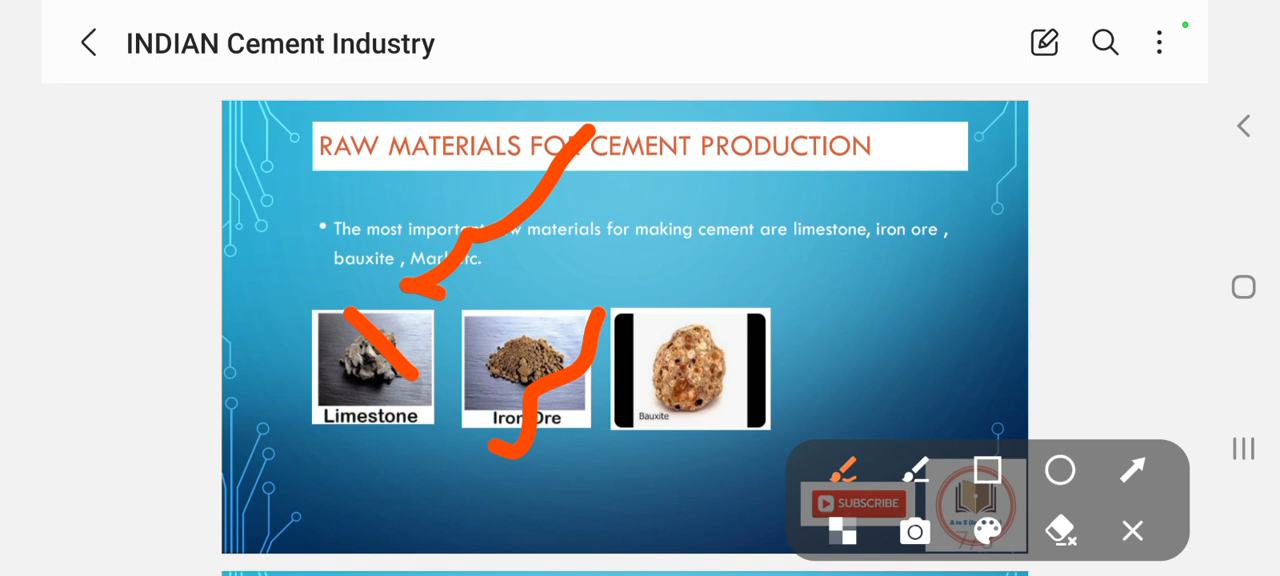 INDIAN Cement Industry
RAW MATERIALS FOR CEMENT PRODUCTION
• The most important raw materials for making cement are limestone, iron ore ,
bauxite , Marl etc.
Limestone
Iron Ore
Bauxite
SUBSCRIBE